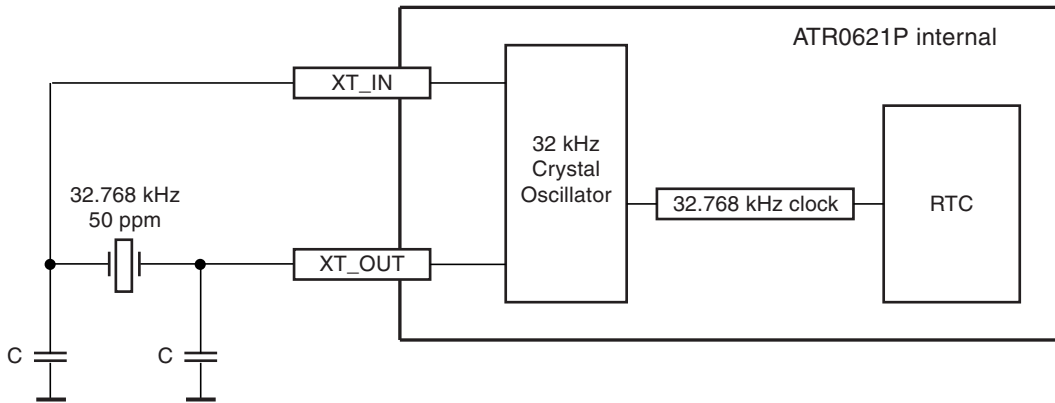 ATR0621P internal
XT_IN
32 kHz
Crystal
Oscillator
32.768 kHz
50 ppm
32.768 kHz clock
RTC
XT_OUT
C
C